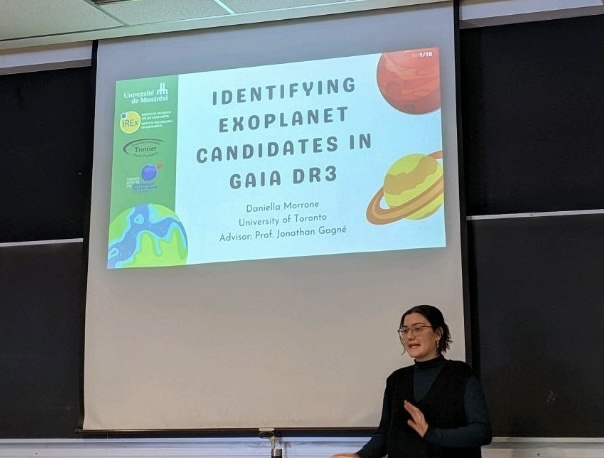 1/18
Université
de Montréal
iREx
Trottier
IDENTIFYING
EXOPLANET
CANDIDATES IN
GAIA DR3
Daniella Morrone
University of Toronto
Advisor: Prof. Jonathan Gagné